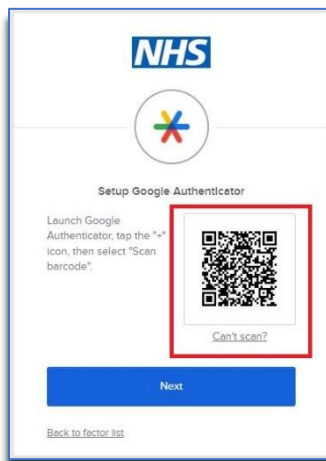 NHS
Setup Google Authenticator
Launch Google
Authenticator, tap the "+"
icon, then select "Scan
barcode".
Can't scan?
Next
Back to factor list